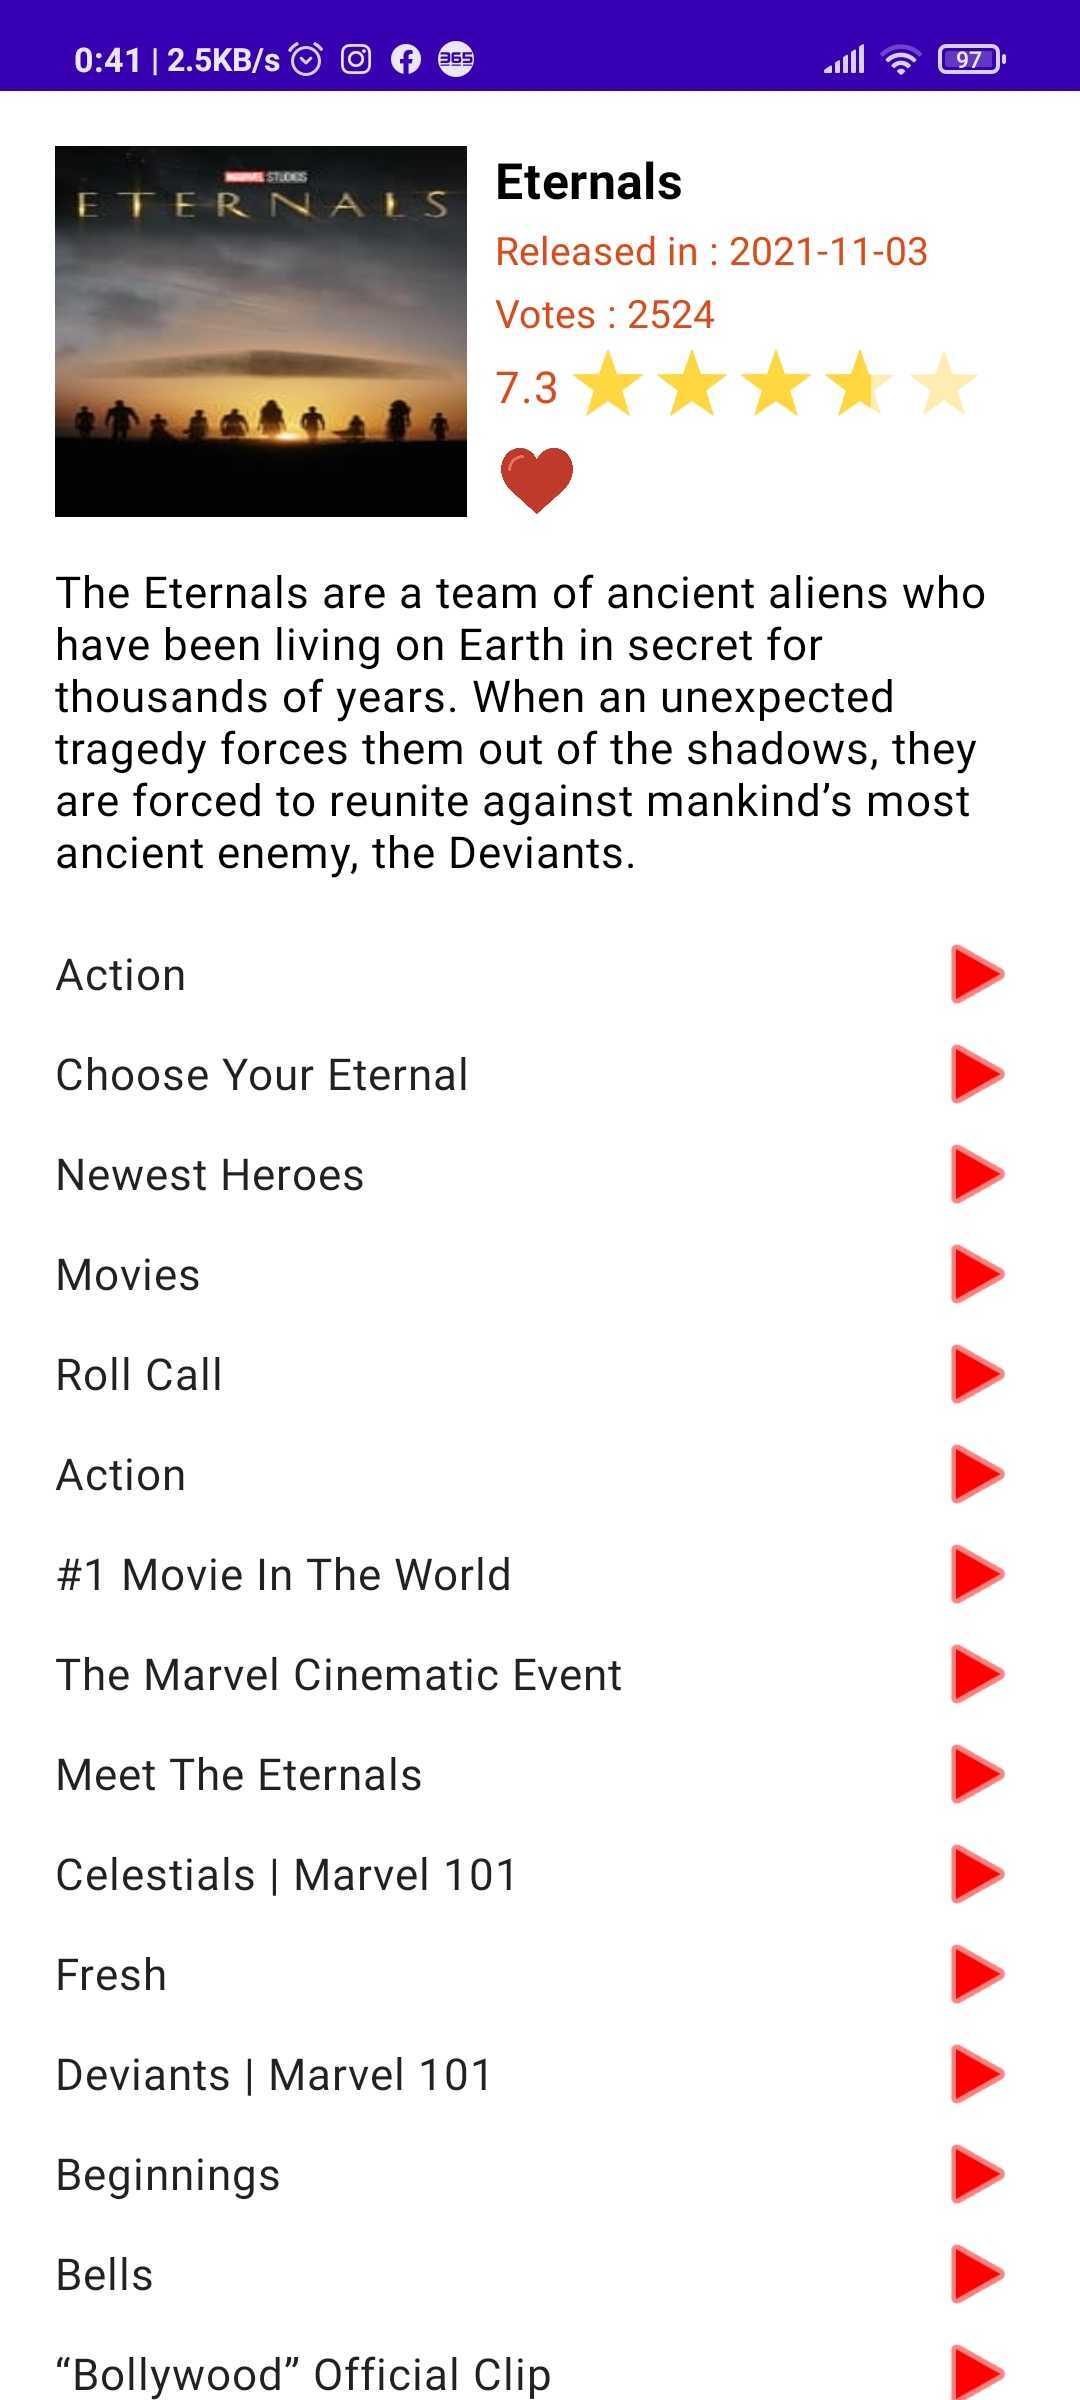 0:41 | 2.5KB/s 365 97
MARVEL STUDIOS
ETERNALS
Eternals
Released in : 2021-11-03
Votes : 2524
7.3
The Eternals are a team of ancient aliens who
have been living on Earth in secret for
thousands of years. When an unexpected
tragedy forces them out of the shadows, they
are forced to reunite against mankind’s most
ancient enemy, the Deviants.
Action
Choose Your Eternal
Newest Heroes
Movies
Roll Call
Action
#1 Movie In The World
The Marvel Cinematic Event
Meet The Eternals
Celestials | Marvel 101
Fresh
Deviants | Marvel 101
Beginnings
Bells
“Bollywood” Official Clip